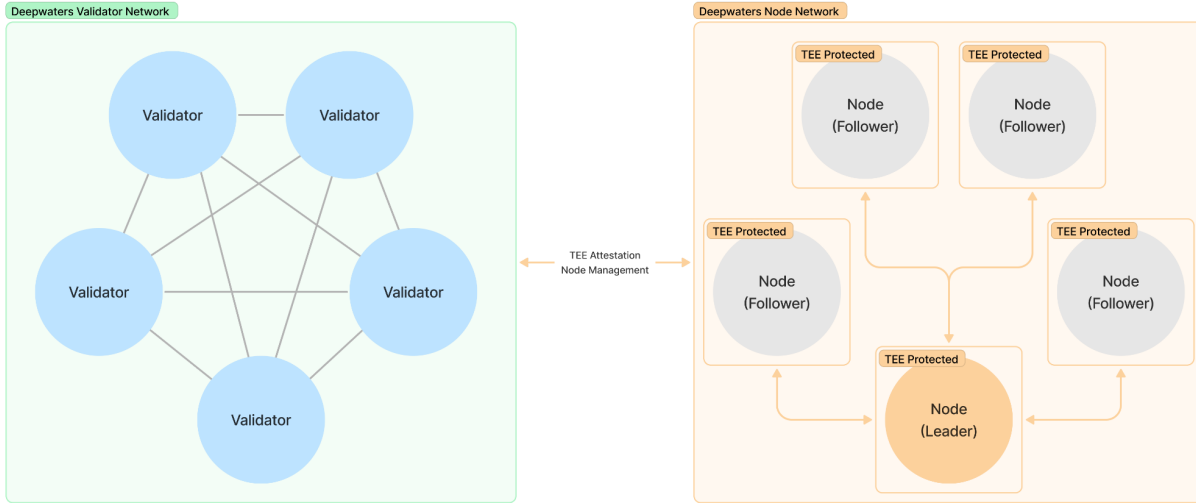 Deepwaters Validator Network
Validator
Validator
Validator
Validator
Validator
TEE Attestation
Node Management
Deepwaters Node Network
TEE Protected
Node
(Follower)
TEE Protected
Node
(Follower)
TEE Protected
Node
(Follower)
TEE Protected
Node
(Follower)
TEE Protected
Node
(Leader)